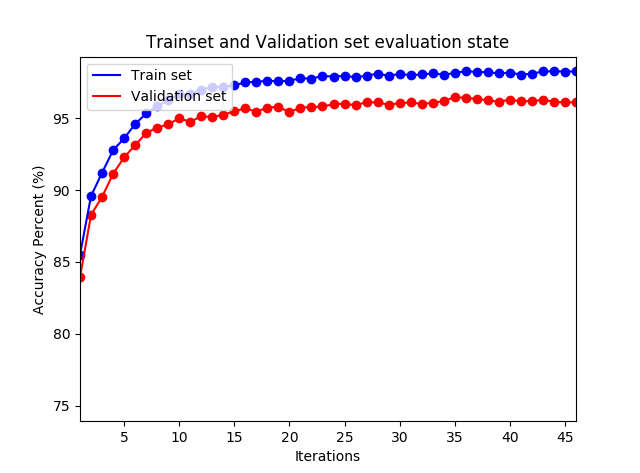 Trainset and Validation set evaluation state
Train set
Validation set
Accuracy Percent (%)
95
90
85
80
75
5 10 15 20 25 30 35 40 45
Iterations